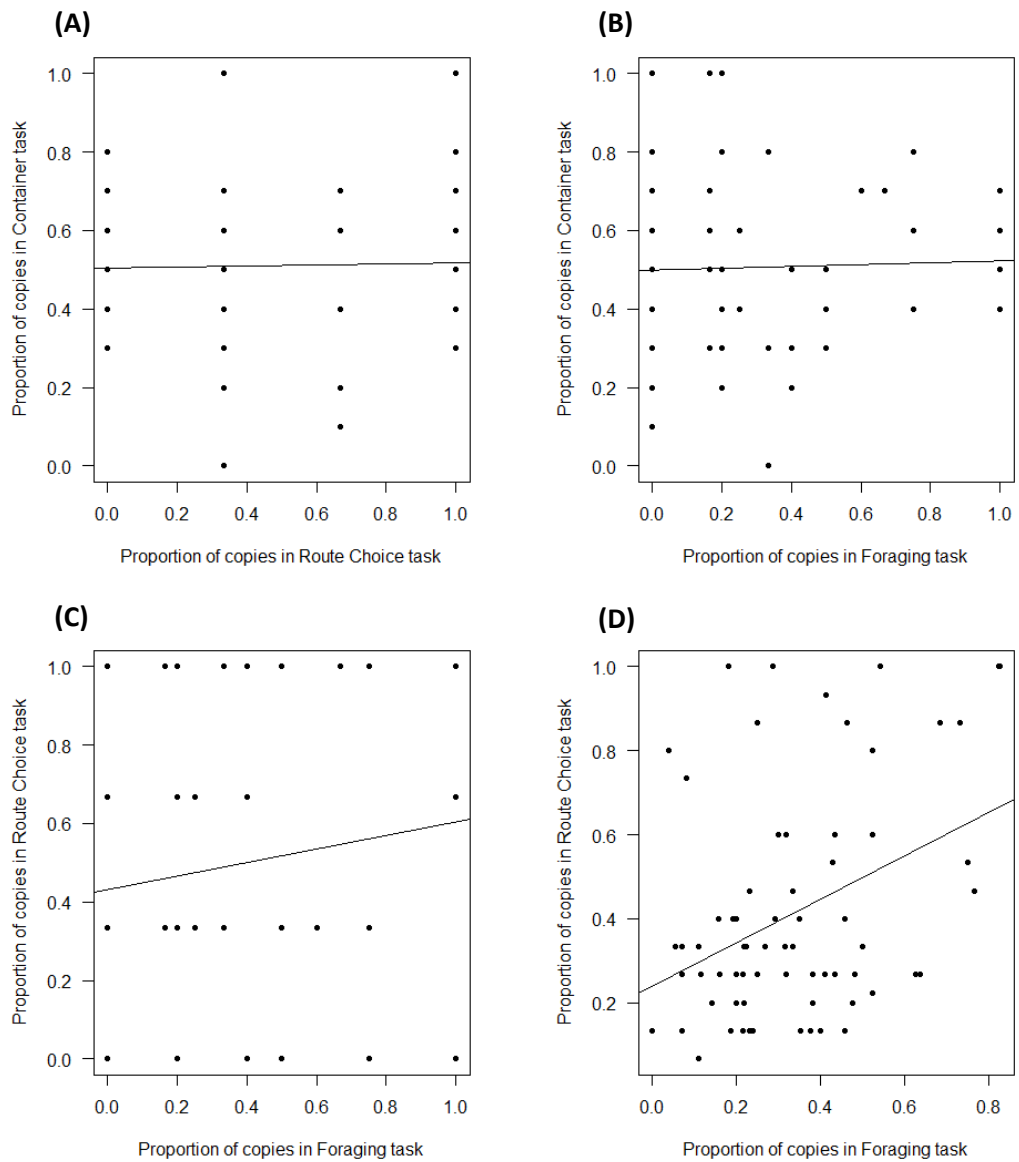 (A)
1.0
0.8
0.6
0.4
0.2
0.0
Proportion of copies in Container task
0.0 0.2 0.4 0.6 0.8 1.0
Proportion of copies in Route Choice task
(B)
1.0
0.8
0.6
0.4
0.2
0.0
Proportion of copies in Container task
0.0 0.2 0.4 0.6 0.8 1.0
Proportion of copies in Foraging task
(C)
1.0
0.8
0.6
0.4
0.2
0.0
Proportion of copies in Route Choice task
0.0 0.2 0.4 0.6 0.8 1.0
Proportion of copies in Foraging task
(D)
1.0
0.8
0.6
0.4
0.2
Proportion of copies in Route Choice task
0.0 0.2 0.4 0.6 0.8
Proportion of copies in Foraging task